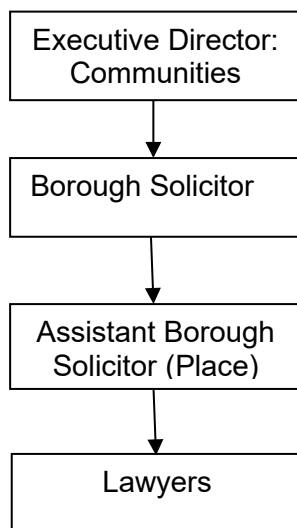 Executive Director:
Communities
Borough Solicitor
Assistant Borough
Solicitor (Place)
Lawyers